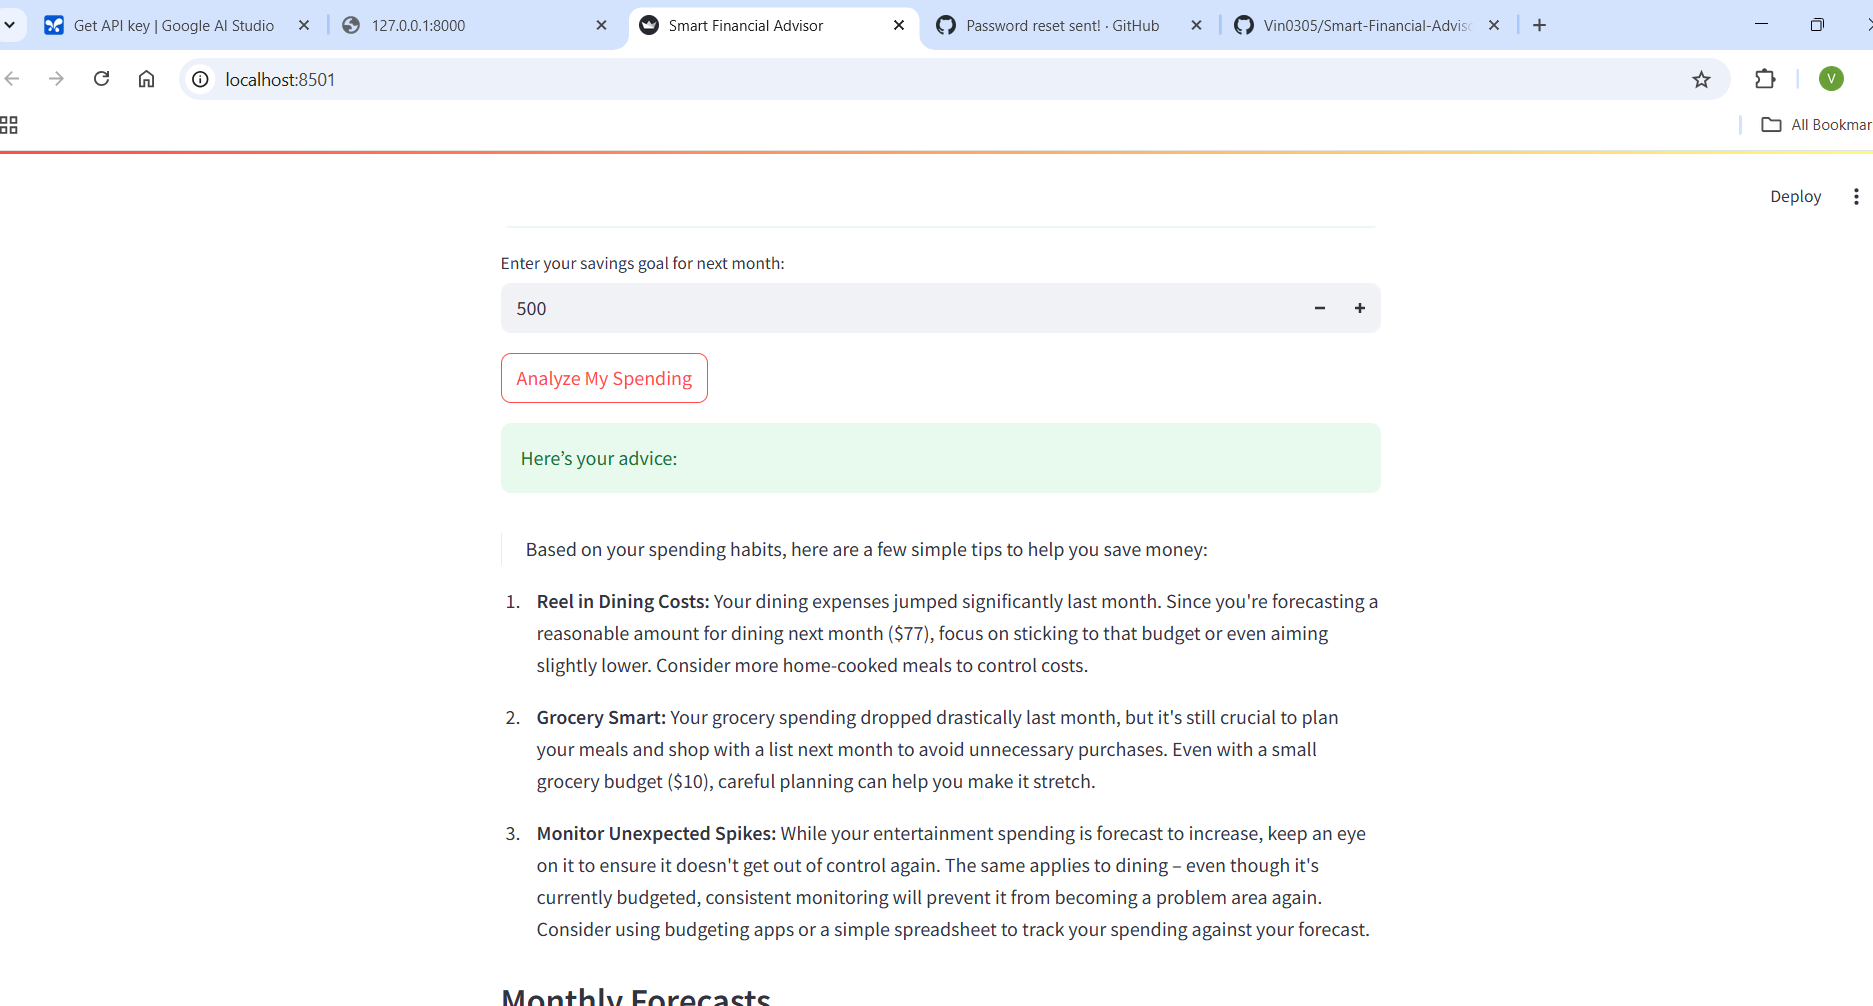 Get API key | Google AI Studio
127.0.0.1:8000
Smart Financial Advisor
Password reset sent! · GitHub
Vin0305/Smart-Financial-Adviso
localhost:8501
V
All Bookmar
Deploy
Enter your savings goal for next month:
500
Analyze My Spending
Here’s your advice:
Based on your spending habits, here are a few simple tips to help you save money:
1. Reel in Dining Costs: Your dining expenses jumped significantly last month. Since you're forecasting a
reasonable amount for dining next month ($77), focus on sticking to that budget or even aiming
slightly lower. Consider more home-cooked meals to control costs.
2. Grocery Smart: Your grocery spending dropped drastically last month, but it's still crucial to plan
your meals and shop with a list next month to avoid unnecessary purchases. Even with a small
grocery budget ($10), careful planning can help you make it stretch.
3. Monitor Unexpected Spikes: While your entertainment spending is forecast to increase, keep an eye
on it to ensure it doesn't get out of control again. The same applies to dining – even though it's
currently budgeted, consistent monitoring will prevent it from becoming a problem area again.
Consider using budgeting apps or a simple spreadsheet to track your spending against your forecast.
Monthly Forecasts